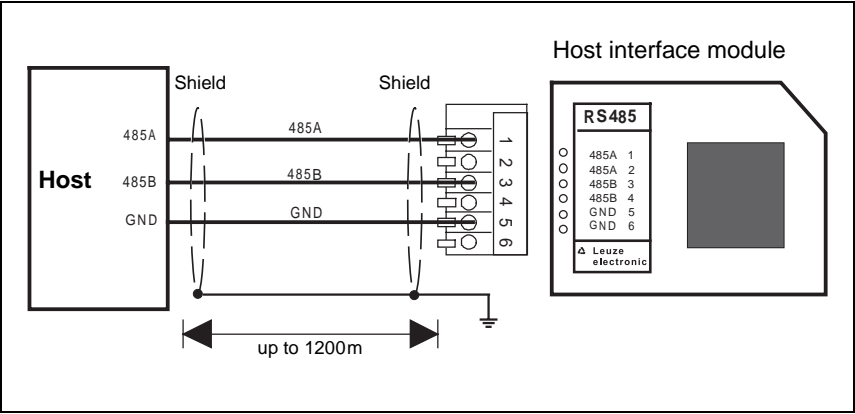 Host interface module
Shield
Shield
Host
485A
485B
GND
485A
485B
GND
1
2
3
4
5
6
up to 1200m
RS485
485A 1
485A 2
485B 3
485B 4
GND 5
GND 6
Leuze
electronic